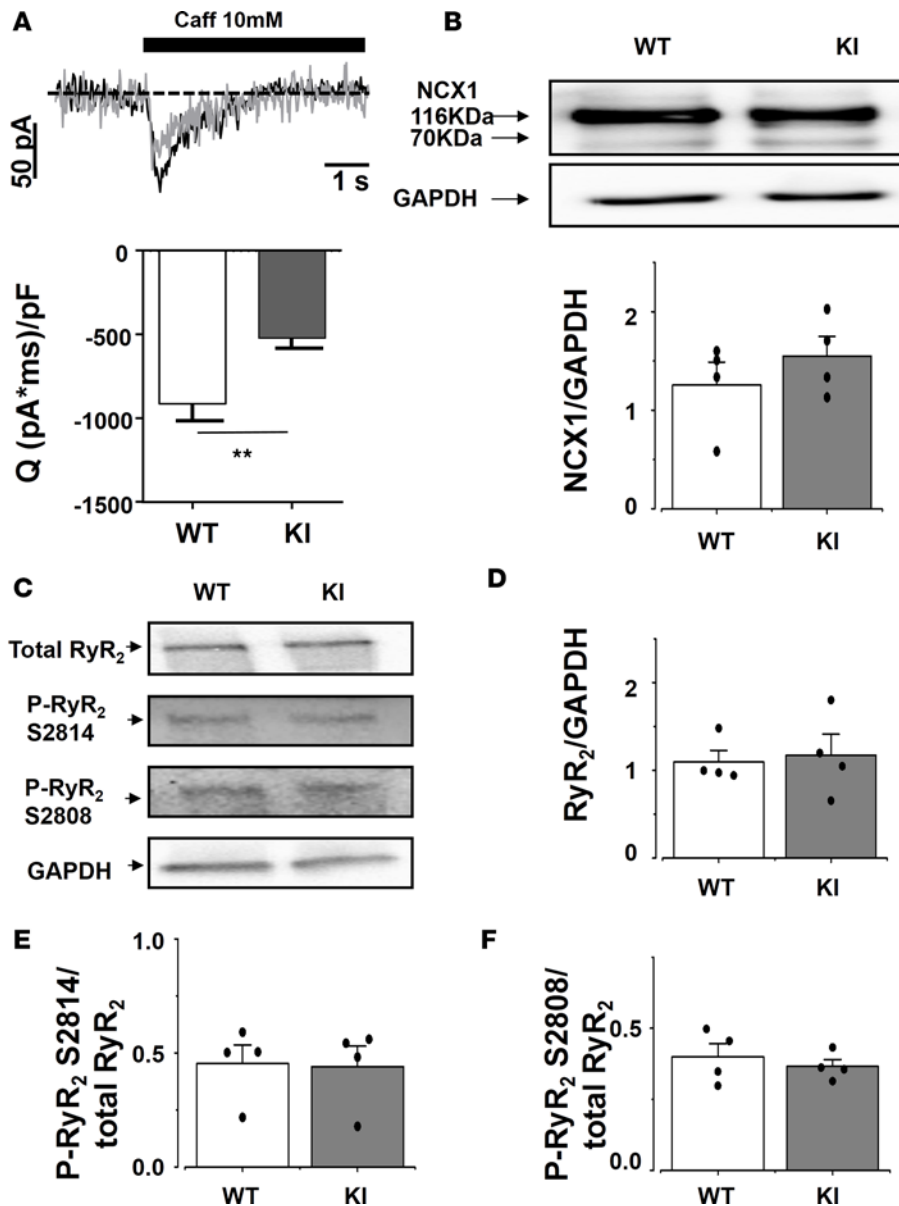 A
Caff 10mM
50 pA
1 s
Q (pA*ms)/pF
0
-500
-1000
-1500
**
WT
KI
B
WT
KI
NCX1
116KDa
70KDa
GAPDH
NCX1/GAPDH
2
1
0
WT
KI
C
WT
KI
Total RyR₂
P-RyR₂
S2814
P-RyR₂
S2808
GAPDH
D
RyR₂/GAPDH
2
1
0
WT
KI
E
P-RyR₂ S2814/
total RyR₂
1.0
0.5
0.0
WT
KI
F
P-RyR₂ S2808/
total RyR₂
0.5
0.0
WT
KI